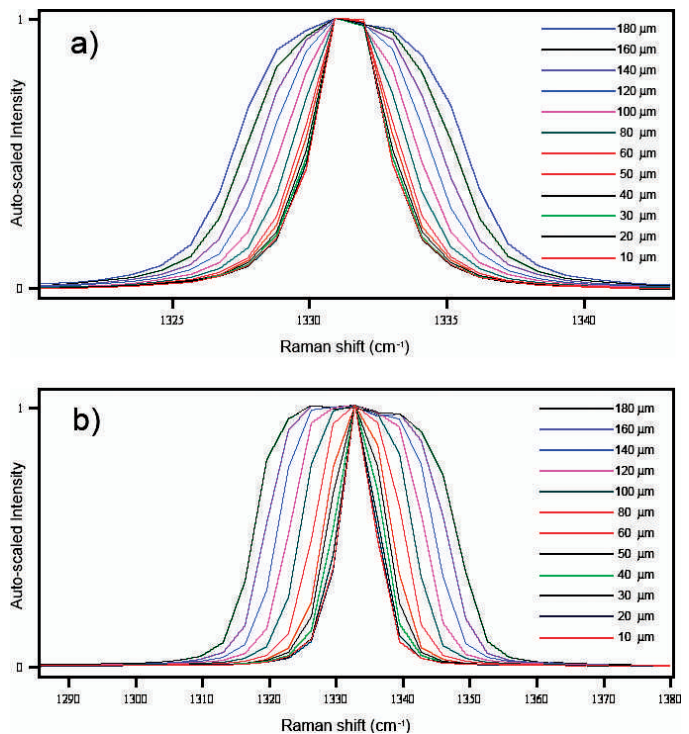 a)
1
Auto-scaled Intensity
0
180 µm
160 µm
140 µm
120 µm
100 µm
80 µm
60 µm
50 µm
40 µm
30 µm
20 µm
10 µm
1325 1330 1335 1340
Raman shift (cm⁻¹)
b)
1
Auto-scaled Intensity
0
180 µm
160 µm
140 µm
120 µm
100 µm
80 µm
60 µm
50 µm
40 µm
30 µm
20 µm
10 µm
1290 1300 1310 1320 1330 1340 1350 1360 1370 1380
Raman shift (cm⁻¹)